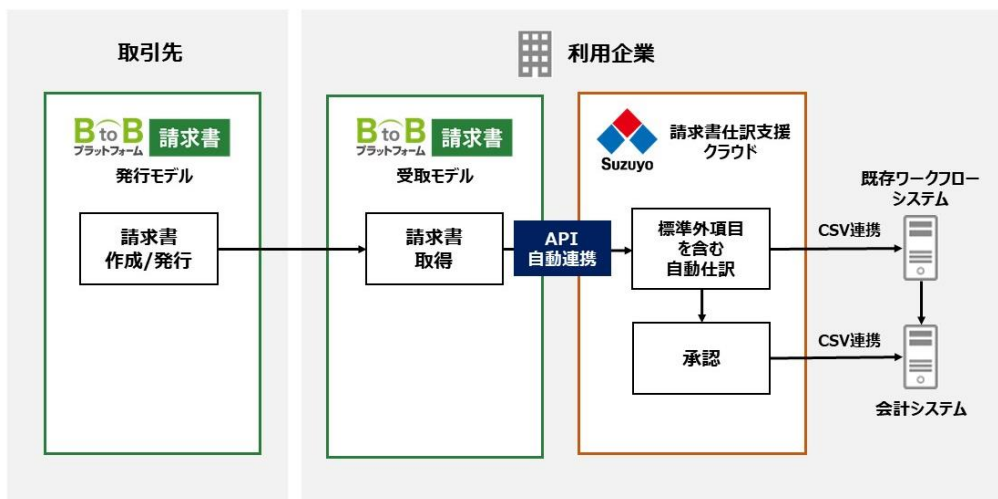 取引先
利用企業
BtoB
プラットフォーム
請求書
発行モデル
請求書
作成/発行
BtoB
プラットフォーム
請求書
受取モデル
請求書
取得
API
自動連携
Suzuyo
請求書仕訳支援
クラウド
標準外項目
を含む
自動仕訳
承認
CSV連携
既存ワークフロー
システム
CSV連携
会計システム